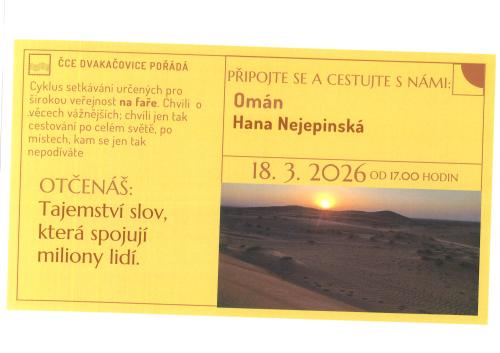 ČCE DVAKAČOVICE POŘÁDÁ
Cyklus setkávání určených pro
širokou veřejnost na faře. Chvíli o
věcech vážnějších; chvíli jen tak
cestování po celém světě, po
místech, kam se jen tak
nepodíváte
OTČENÁŠ:
Tajemství slov,
která spojují
miliony lidí.
PŘIPOJTE SE A CESTUJTE S NÁMI:
Omán
Hana Nejepinská
18. 3. 2026 OD 17.00 HODIN